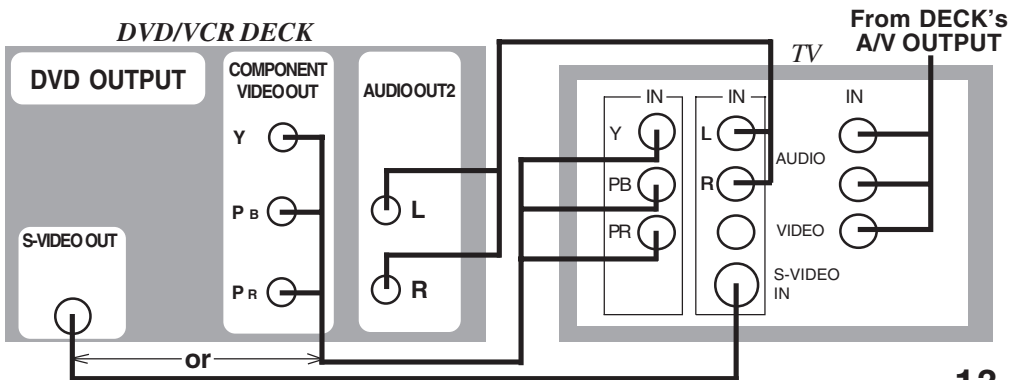 From DECK's
A/V OUTPUT
DVD/VCR DECK
TV
DVD OUTPUT
COMPONENT
VIDEO OUT
AUDIO OUT2
IN
IN
IN
Y
L
Y
AUDIO
PB
R
PB
L
PR
VIDEO
S-VIDEO OUT
S-VIDEO
IN
PR
R
or